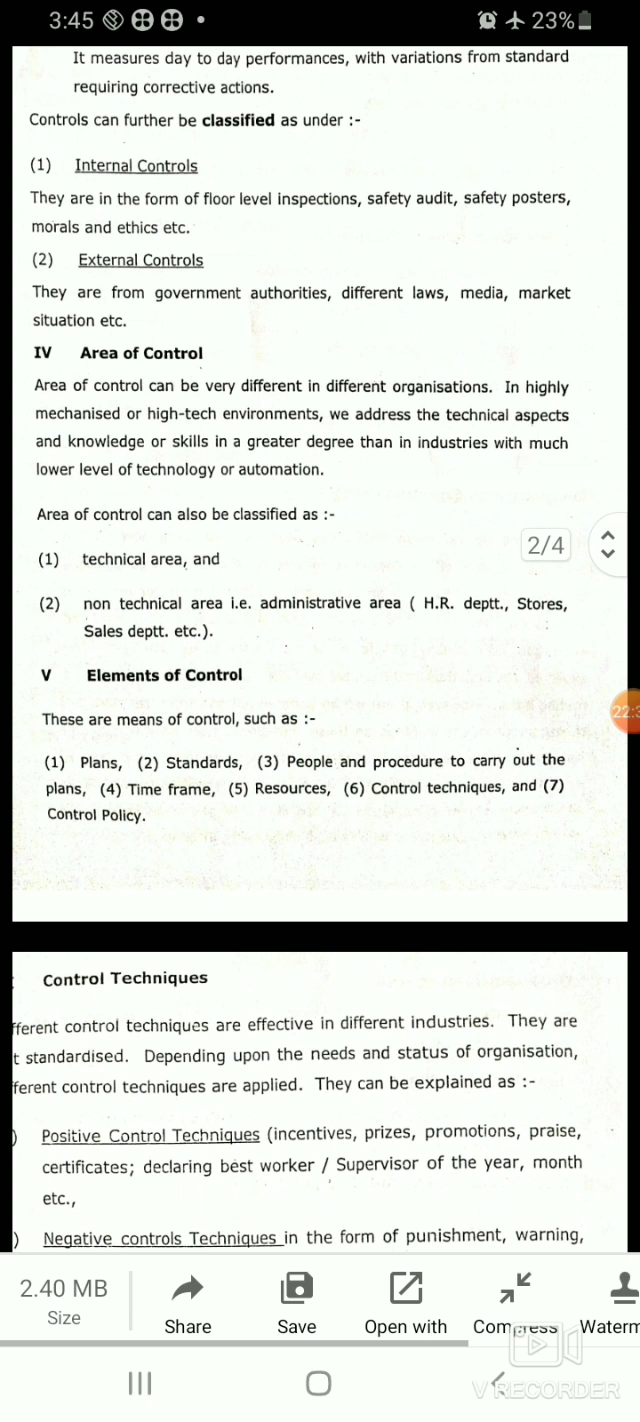 3:45
23%
It measures day to day performances, with variations from standard
requiring corrective actions.
Controls can further be classified as under :-
(1) Internal Controls
They are in the form of floor level inspections, safety audit, safety posters,
morals and ethics etc.
(2) External Controls
They are from government authorities, different laws, media, market
situation etc.
IV Area of Control
Area of control can be very different in different organisations. In highly
mechanised or high-tech environments, we address the technical aspects
and knowledge or skills in a greater degree than in industries with much
lower level of technology or automation.
Area of control can also be classified as :-
2/4
(1) technical area, and
(2) non technical area i.e. administrative area ( H.R. deptt., Stores,
Sales deptt. etc.).
V Elements of Control
22:3
These are means of control, such as :-
(1) Plans, (2) Standards, (3) People and procedure to carry out the
plans, (4) Time frame, (5) Resources, (6) Control techniques, and (7)
Control Policy.
Control Techniques
fferent control techniques are effective in different industries. They are
t standardised. Depending upon the needs and status of organisation,
ferent control techniques are applied. They can be explained as :-
) Positive Control Techniques (incentives, prizes, promotions, praise,
certificates; declaring best worker / Supervisor of the year, month
etc.,
) Negative controls Techniques in the form of punishment, warning,
2.40 MB
Size
Share
Save
Open with
Compress
Waterm
V RECORDER